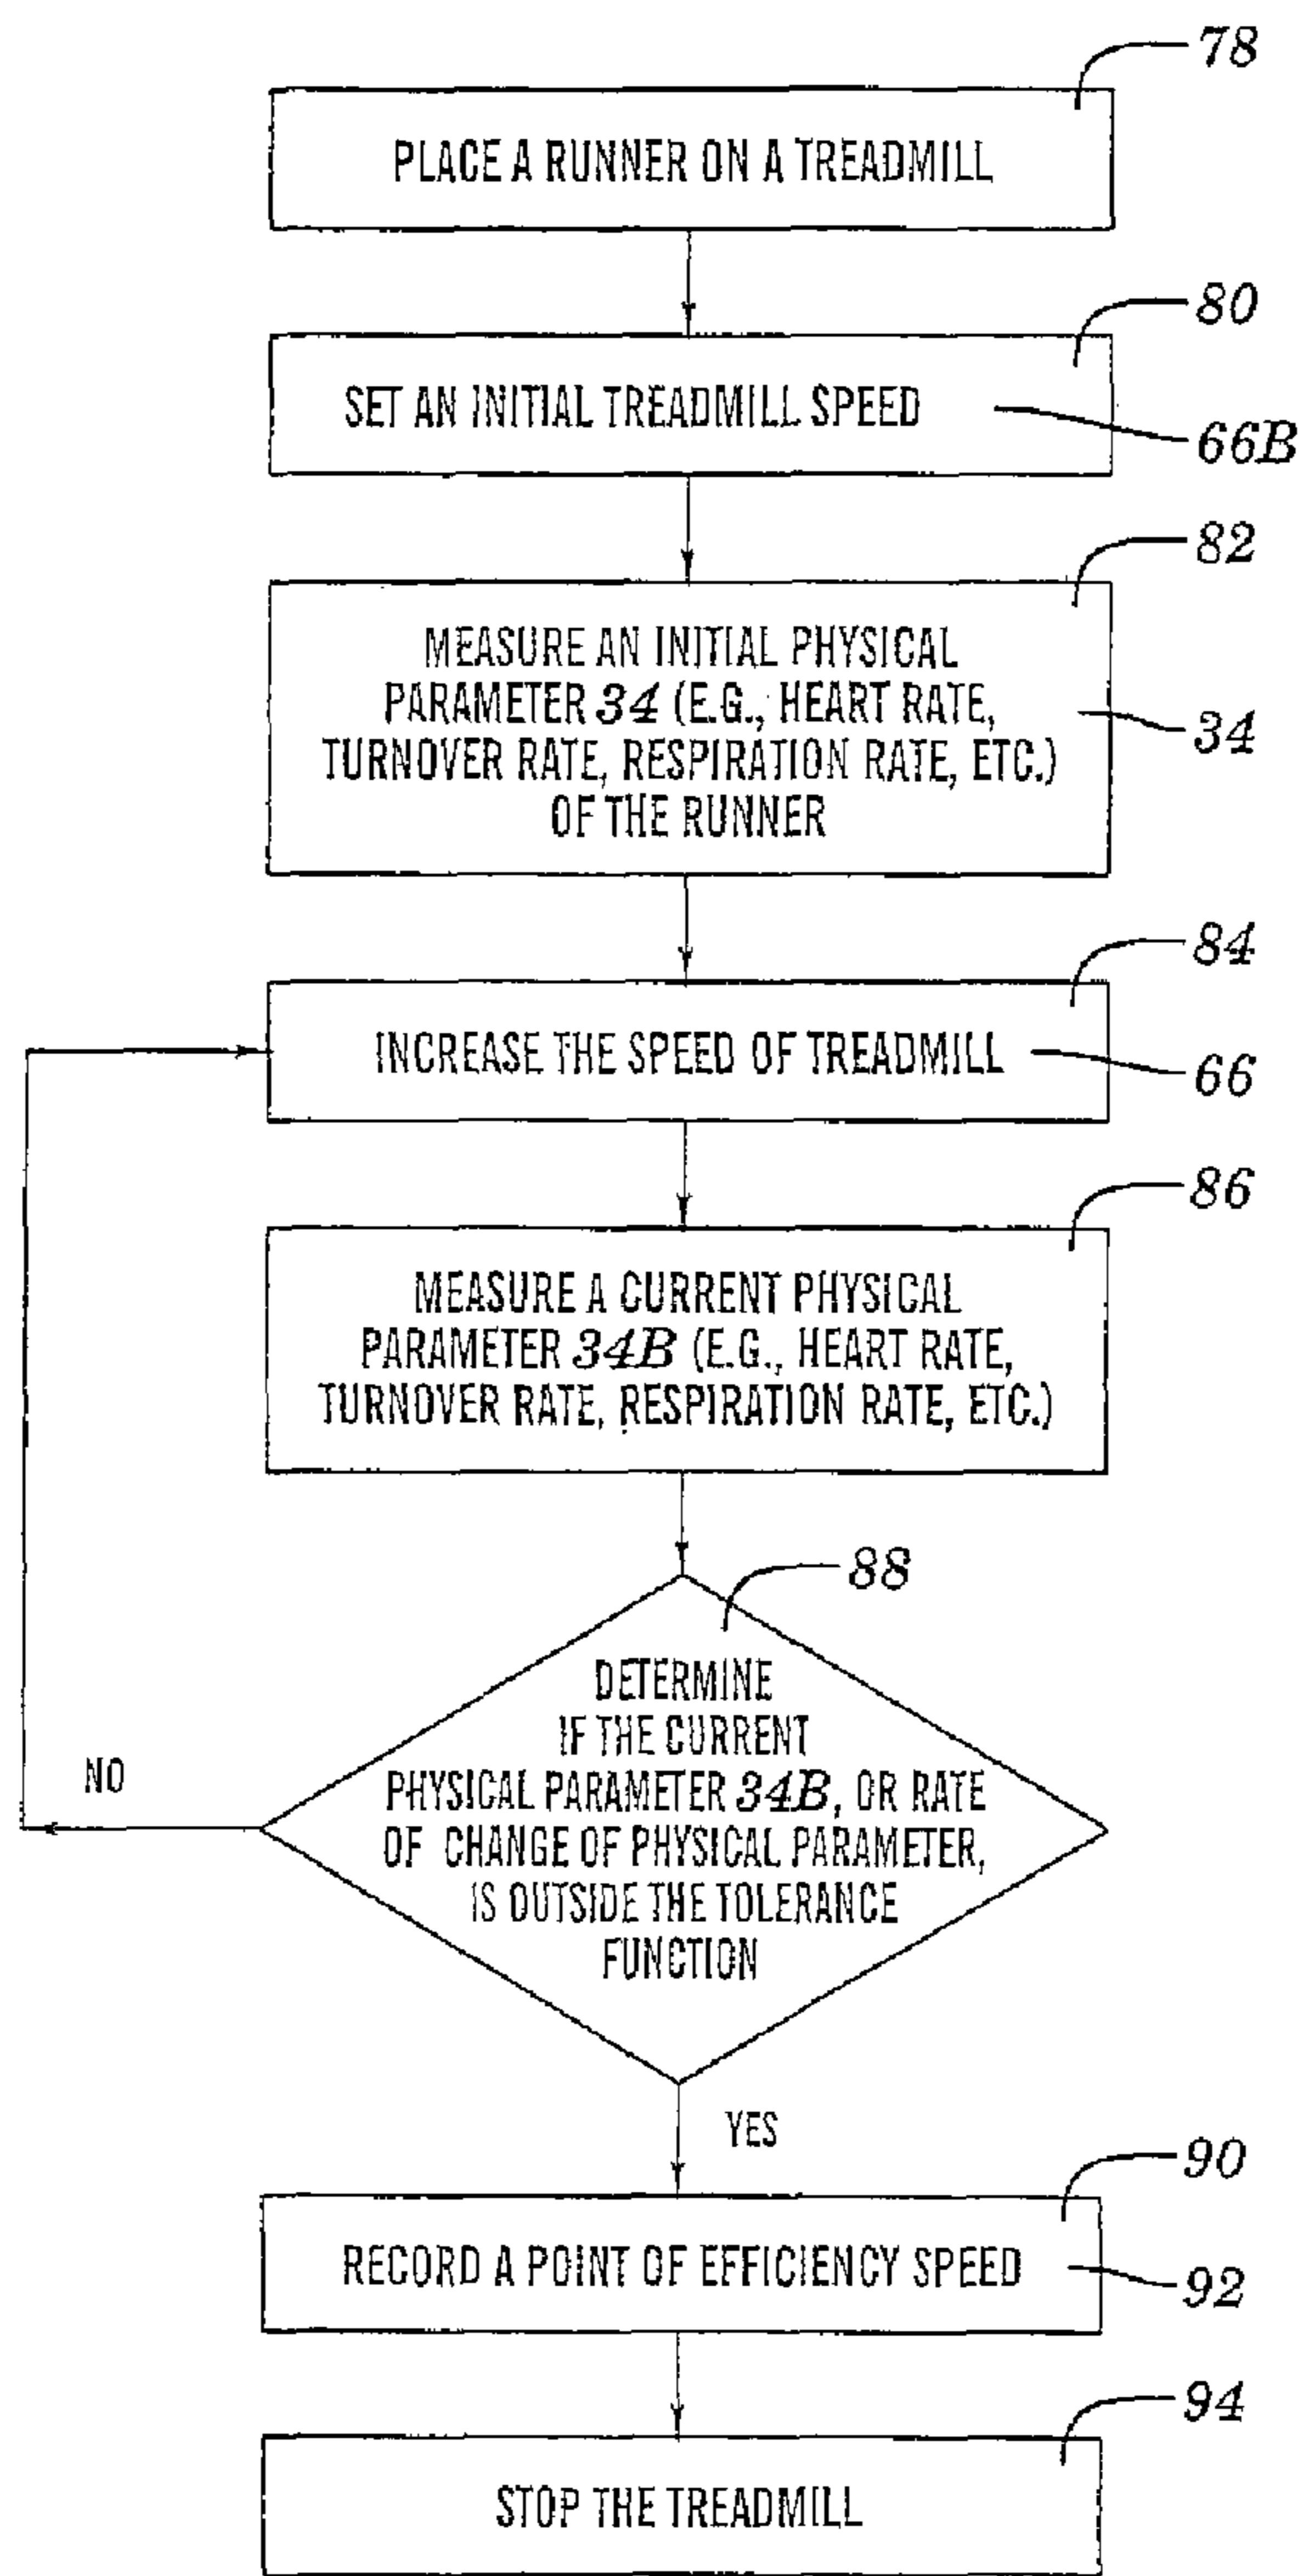 78
PLACE A RUNNER ON A TREADMILL
80
SET AN INITIAL TREADMILL SPEED
66B
82
MEASURE AN INITIAL PHYSICAL
PARAMETER 34 (E.G., HEART RATE,
34
TURNOVER RATE, RESPIRATION RATE, ETC.)
OF THE RUNNER
84
INCREASE THE SPEED OF TREADMILL
66
86
MEASURE A CURRENT PHYSICAL
PARAMETER 34B (E.G., HEART RATE,
TURNOVER RATE, RESPIRATION RATE, ETC.)
88
DETERMINE
IF THE CURRENT
NO
PHYSICAL PARAMETER 34B, OR RATE
OF CHANGE OF PHYSICAL PARAMETER,
IS OUTSIDE THE TOLERANCE
FUNCTION
YES
90
RECORD A POINT OF EFFICIENCY SPEED
92
94
STOP THE TREADMILL